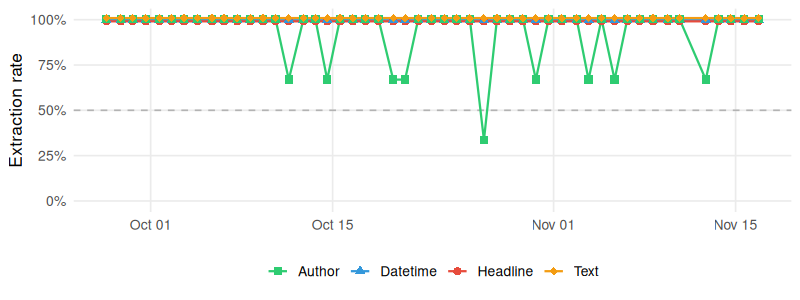 100%
75%
50%
25%
0%
Extraction rate
Oct 01 Oct 15 Nov 01 Nov 15
Author Datetime Headline Text